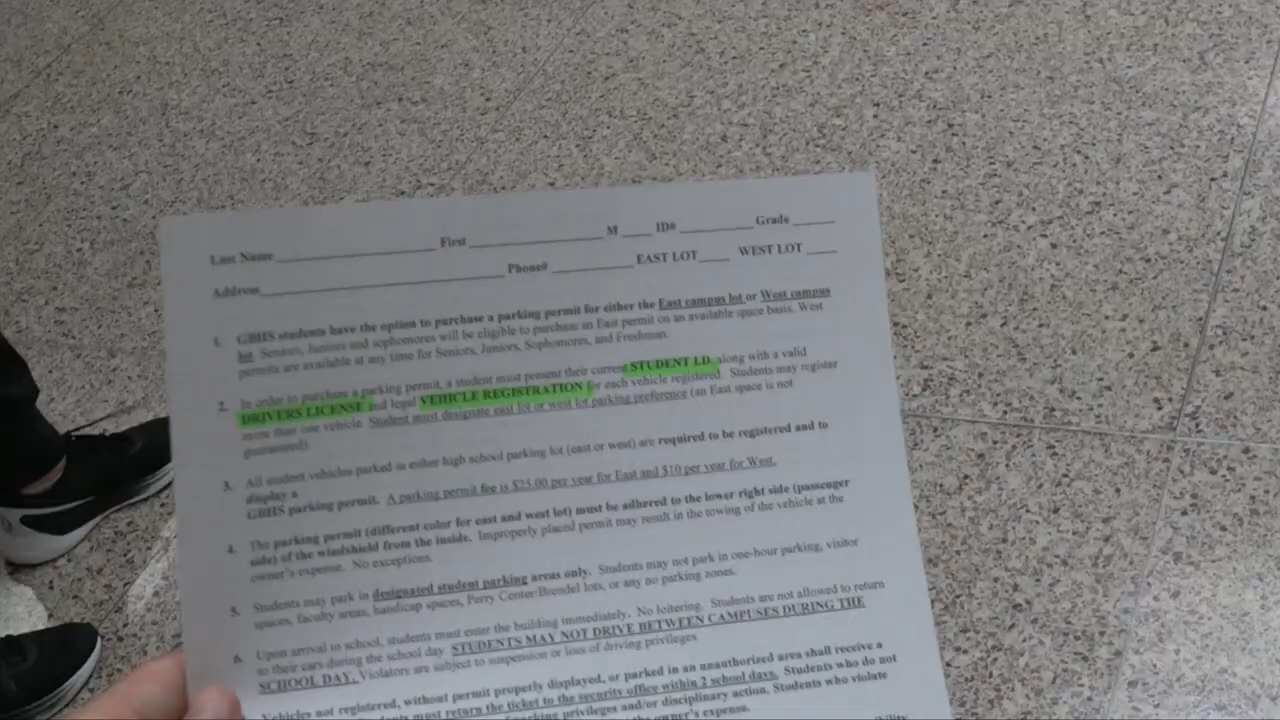 Last Name ________ First ________ M ____ ID# ________ Grade _____
Address ________ Phone# ________ EAST LOT ____ WEST LOT ____
1. GBHS students have the option to purchase a parking permit for either the East campus lot or West campus
lot. Seniors, Juniors and sophomores will be eligible to purchase an East permit on an available space basis. West
permits are available at any time for Seniors, Juniors, Sophomores, and Freshman.
2. In order to purchase a parking permit, a student must present their current STUDENT I.D. along with a valid
DRIVERS LICENSE and legal VEHICLE REGISTRATION for each vehicle registered. Students may register
more than one vehicle. Student must designate east lot or west lot parking preference (an East space is not
guaranteed).
3. All student vehicles parked in either high school parking lot (east or west) are required to be registered and to
display a
GBHS parking permit. A parking permit fee is $25.00 per year for East and $10 per year for West.
4. The parking permit (different color for east and west lot) must be adhered to the lower right side (passenger
side) of the windshield from the inside. Improperly placed permit may result in the towing of the vehicle at the
owner's expense. No exceptions.
5. Students may park in designated student parking areas only. Students may not park in one-hour parking, visitor
spaces, faculty areas, handicap spaces, Perry Center/Brendel lots, or any no parking zones.
6. Upon arrival to school, students must enter the building immediately. No loitering. Students are not allowed to return
to their cars during the school day. STUDENTS MAY NOT DRIVE BETWEEN CAMPUSES DURING THE
SCHOOL DAY. Violators are subject to suspension or loss of driving privileges
Vehicles not registered, without permit properly displayed, or parked in an unauthorized area shall receive a
must return the ticket to the security office within 2 school days. Students who do not
parking privileges and/or disciplinary action. Students who violate
the owner's expense.